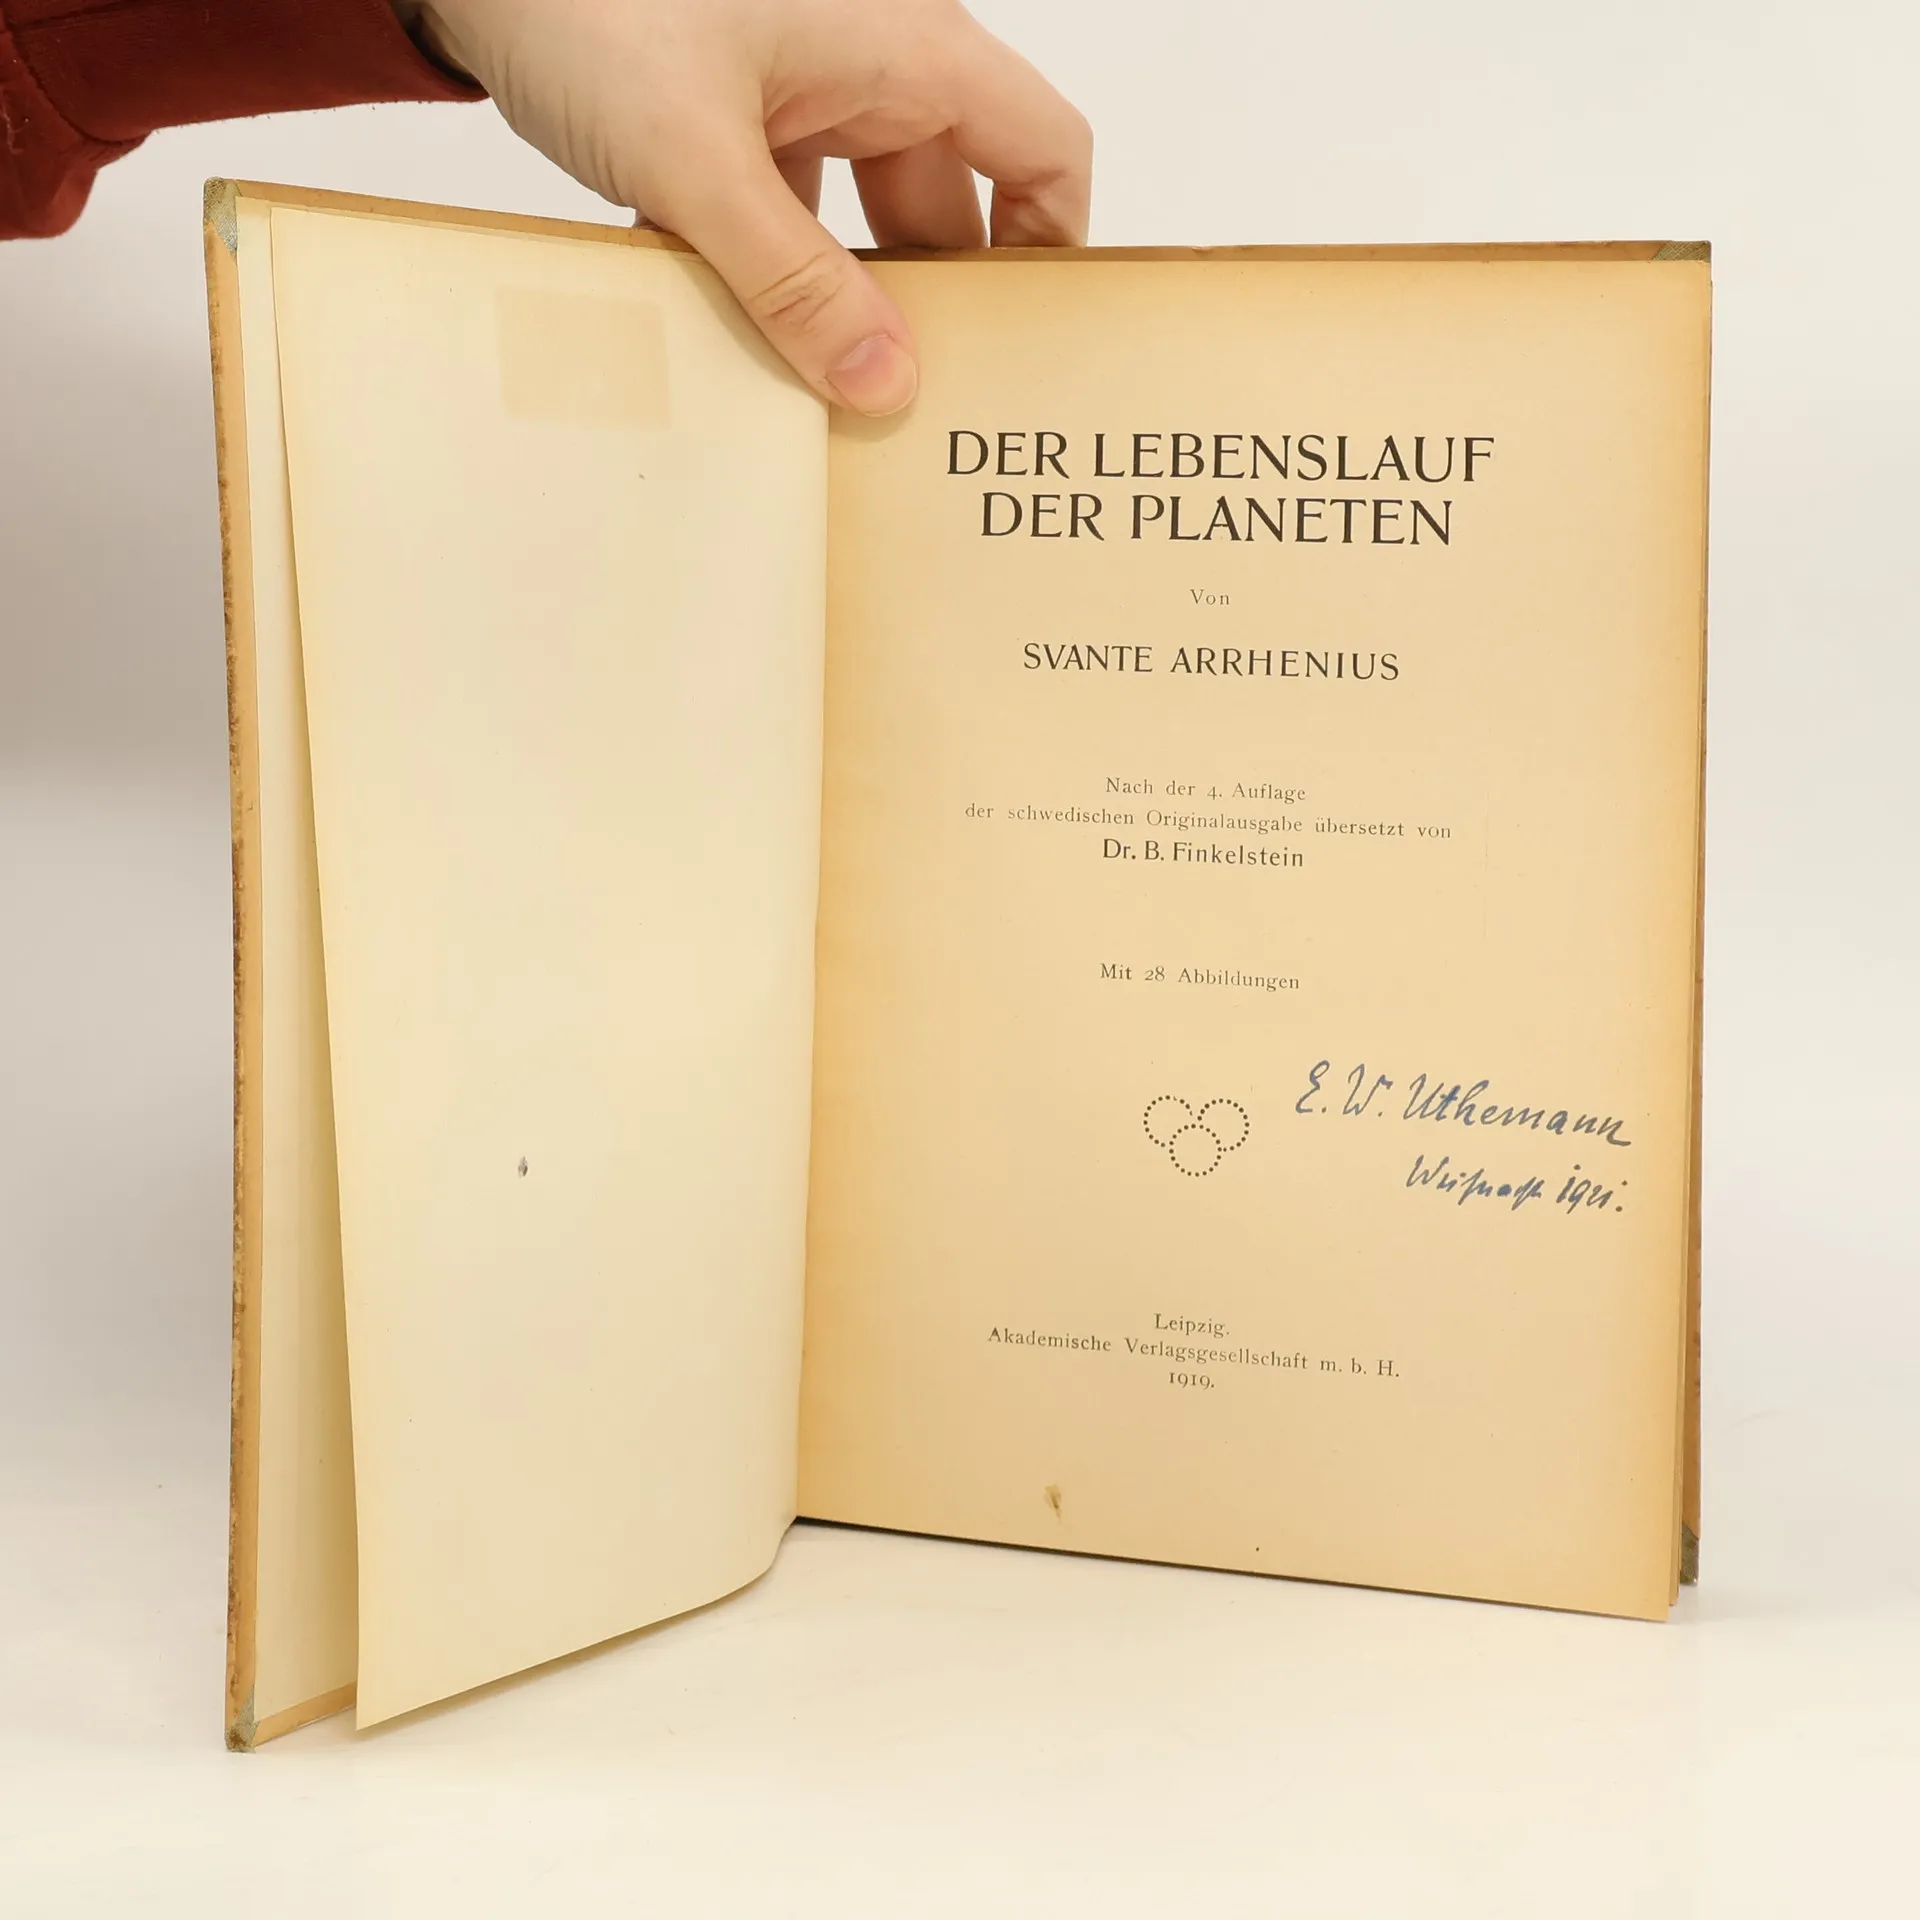 DER LEBENSLAUF
DER PLANETEN
Von
SVANTE ARRHENIUS
Nach der 4. Auflage
der schwedischen Originalausgabe übersetzt von
Dr. B. Finkelstein
Mit 28 Abbildungen
E. W. Uthemann
Weihnacht 1921.
Leipzig.
Akademische Verlagsgesellschaft m. b. H.
1919.